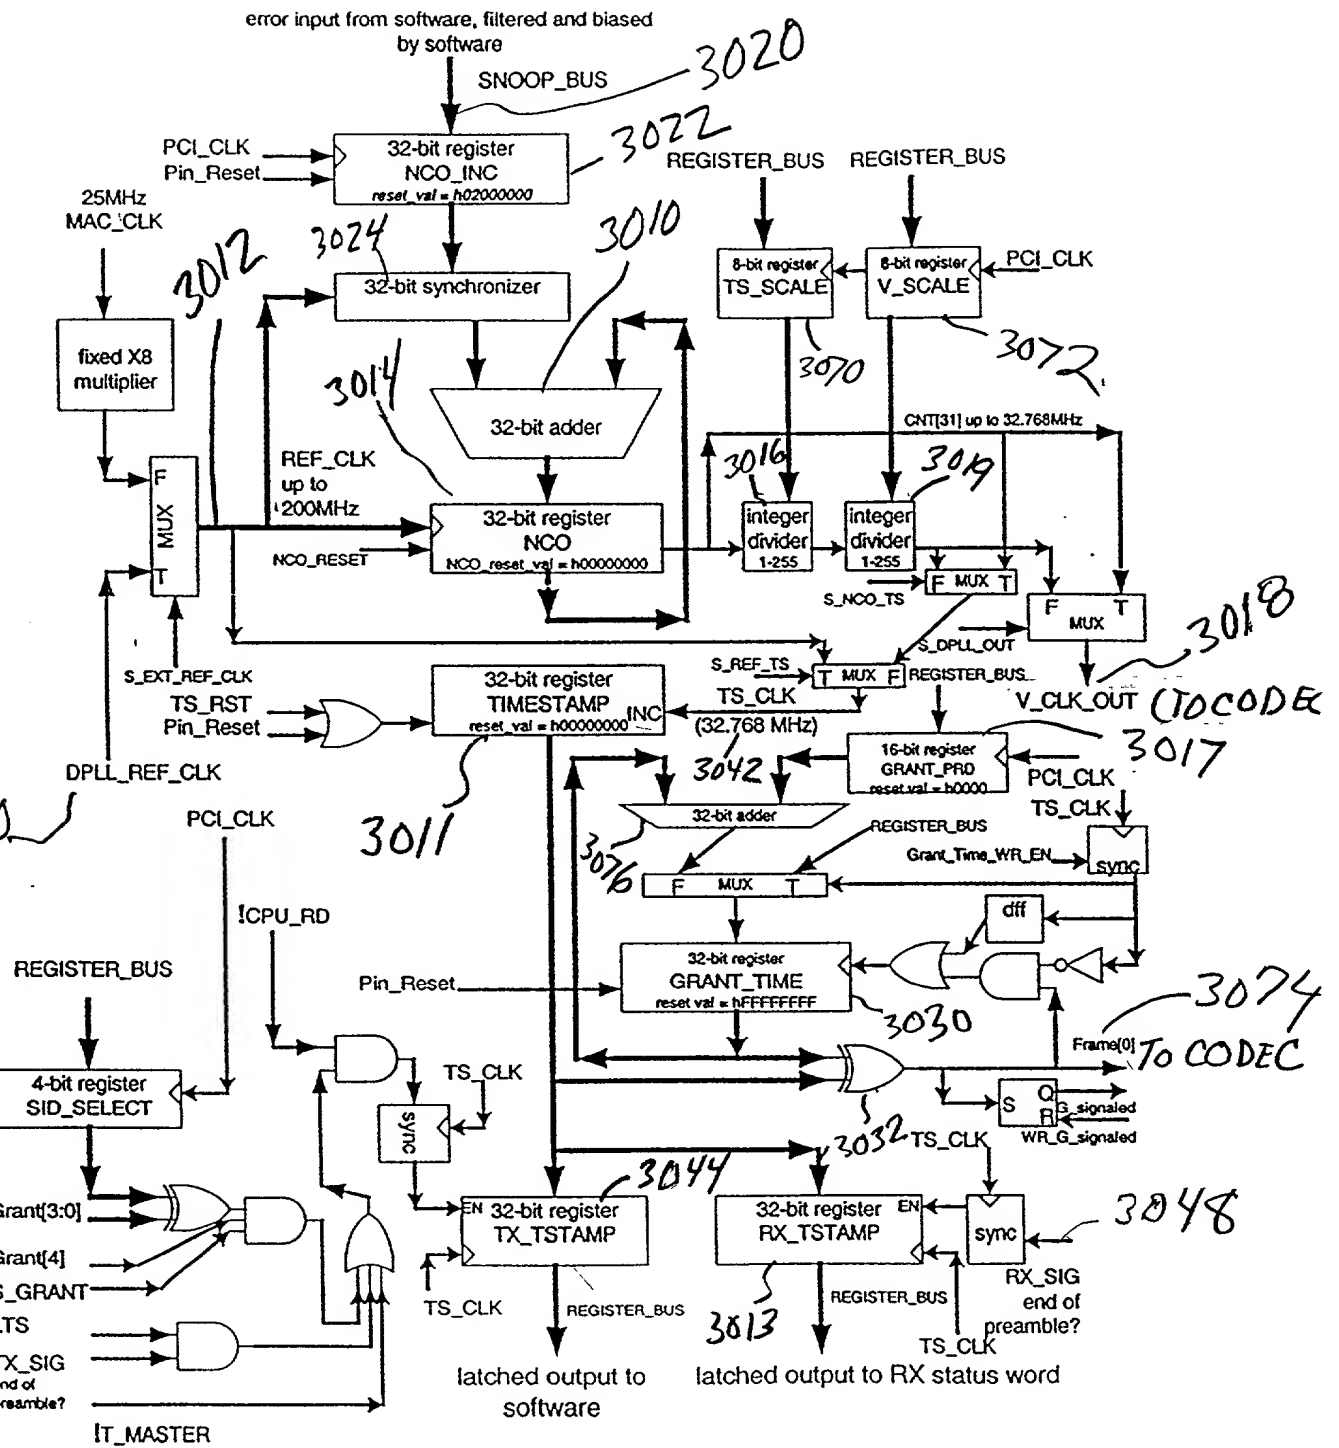 error input from software, filtered and biased
by software
SNOOP_BUS
3020
PCI_CLK
Pin_Reset
32-bit register
NCO_INC
reset_val = h02000000
3022
REGISTER_BUS
REGISTER_BUS
25MHz
MAC_CLK
3012
3024
32-bit synchronizer
3010
8-bit register
TS_SCALE
8-bit register
V_SCALE
PCI_CLK
3070
3072
fixed X8
multiplier
3014
32-bit adder
CNT[31] up to 32.768MHz
F
MUX
T
REF_CLK
up to
200MHz
NCO_RESET
32-bit register
NCO
NCO_reset_val = h00000000
3016
integer
divider
1-255
3019
integer
divider
1-255
F MUX T
S_NCO_TS
F T
MUX
S_DPLL_OUT
3018
S_EXT_REF_CLK
TS_RST
Pin_Reset
32-bit register
TIMESTAMP
reset_val = h00000000
INC
S_REF_TS
T MUX F
REGISTER_BUS
TS_CLK
(32.768 MHz)
V_CLK_OUT (TO CODEC
3042
3017
16-bit register
GRANT_PRD
reset val = h0000
PCI_CLK
DPLL_REF_CLK
3011
TS_CLK
32-bit adder
3076
REGISTER_BUS
Grant_Time_WR_EN
sync
F MUX T
PCI_CLK
!CPU_RD
dff
REGISTER_BUS
Pin_Reset
32-bit register
GRANT_TIME
reset val = hFFFFFFFF
3030
3074
Frame[0]
TO CODEC
4-bit register
SID_SELECT
TS_CLK
sync
3032
S Q
R
G_signaled
WR_G_signaled
TS_CLK
3044
Grant[3:0]
Grant[4]
S_GRANT
EN
32-bit register
TX_TSTAMP
TS_CLK
32-bit register
RX_TSTAMP
EN
sync
3048
RX_SIG
end of
preamble?
TS_CLK
REGISTER_BUS
3013
REGISTER_BUS
TS
TX_SIG
end of
preamble?
!T_MASTER
latched output to
software
latched output to RX status word